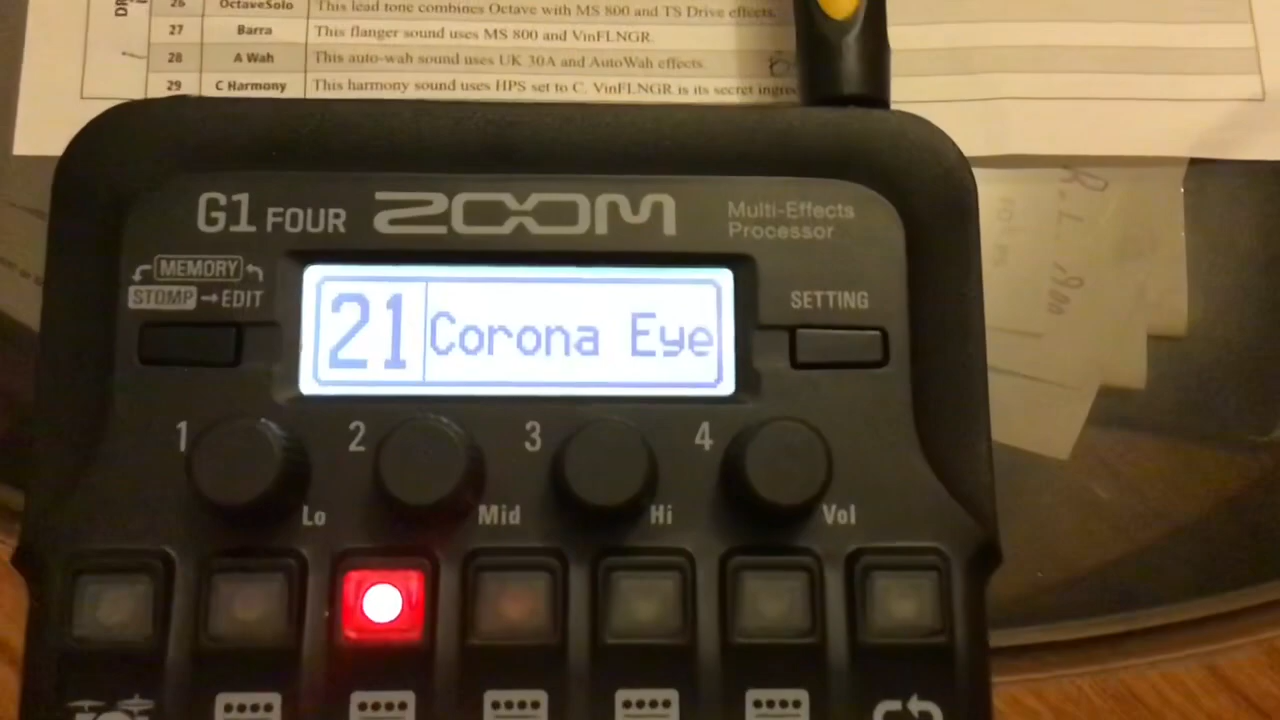 DR
26 OctaveSolo This lead tone combines Octave with MS 800 and TS Drive effects.
27 Barra This flanger sound uses MS 800 and VinFLNGR.
28 A Wah This auto-wah sound uses UK 30A and AutoWah effects.
29 C Harmony This harmony sound uses HPS set to C. VinFLNGR is its secret
G1 FOUR ZOOM Multi-Effects
Processor
MEMORY
STOMP → EDIT
SETTING
21 Corona Eye
1 2 3 4
Lo Mid Hi Vol
R.L.